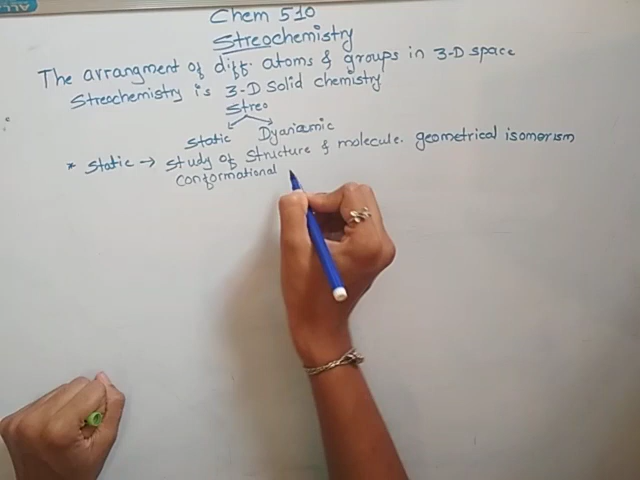 Chem 510
Streochemistry
The arrangment of diff. atoms & groups in 3-D space
Streochemistry is 3-D Solid chemistry
Streo
Static Dyanamic
* Static → Study of Structure & molecule. geometrical isomerism
conformational